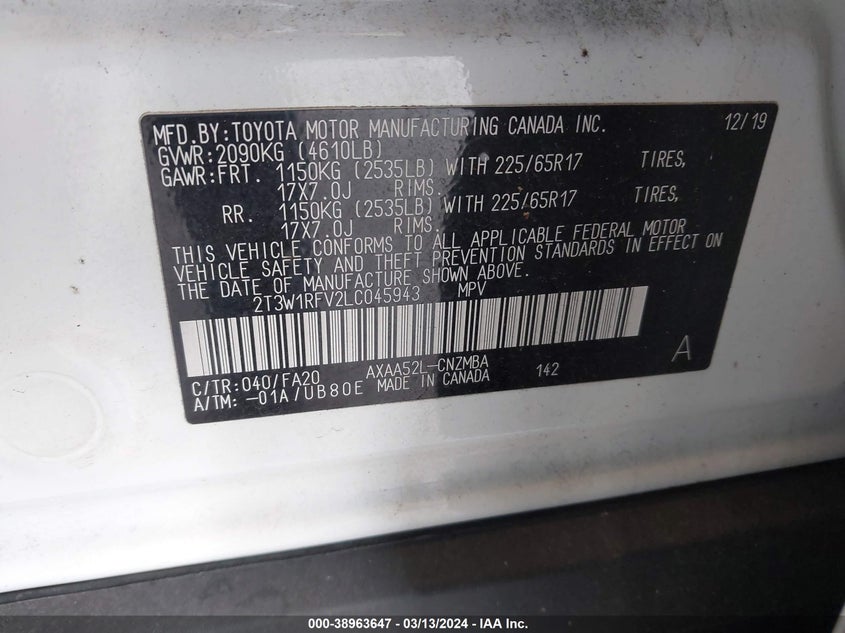 MFD.BY:TOYOTA MOTOR MANUFACTURING CANADA INC. 12/19
GVWR:2090KG (4610LB)
GAWR:FRT. 1150KG (2535LB) WITH 225/65R17 TIRES,
17X7.0J RIMS.
RR. 1150KG (2535LB) WITH 225/65R17 TIRES,
17X7.0J RIMS.
THIS VEHICLE CONFORMS TO ALL APPLICABLE FEDERAL MOTOR
VEHICLE SAFETY AND THEFT PREVENTION STANDARDS IN EFFECT ON
THE DATE OF MANUFACTURE SHOWN ABOVE.
2T3W1RFV2LC045943 MPV
A
C/TR:040/FA20 AXAA52L-CNZMBA 142
A/TM:-01A/UB80E MADE IN CANADA
000-38963647 - 03/13/2024 - IAA Inc.